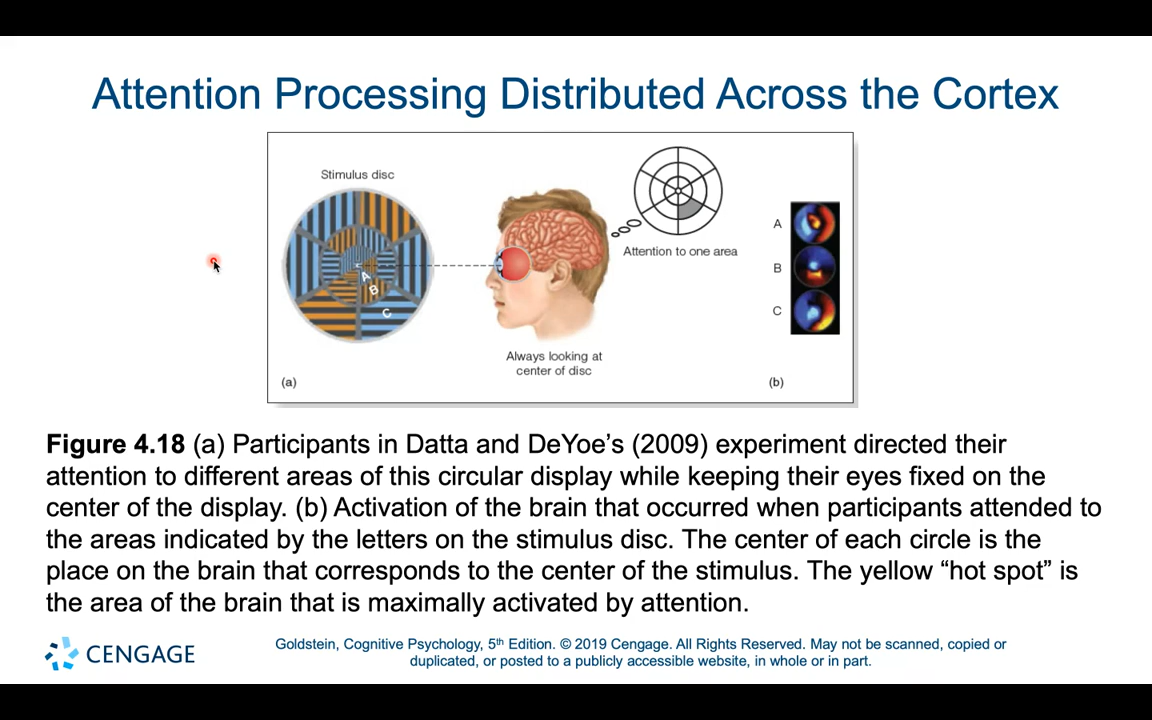 Attention Processing Distributed Across the Cortex
Stimulus disc
A
B
C
Always looking at
center of disc
Attention to one area
A
B
C
(a)
(b)
Figure 4.18 (a) Participants in Datta and DeYoe’s (2009) experiment directed their
attention to different areas of this circular display while keeping their eyes fixed on the
center of the display. (b) Activation of the brain that occurred when participants attended to
the areas indicated by the letters on the stimulus disc. The center of each circle is the
place on the brain that corresponds to the center of the stimulus. The yellow “hot spot” is
the area of the brain that is maximally activated by attention.
CENGAGE
Goldstein, Cognitive Psychology, 5th Edition. © 2019 Cengage. All Rights Reserved. May not be scanned, copied or
duplicated, or posted to a publicly accessible website, in whole or in part.